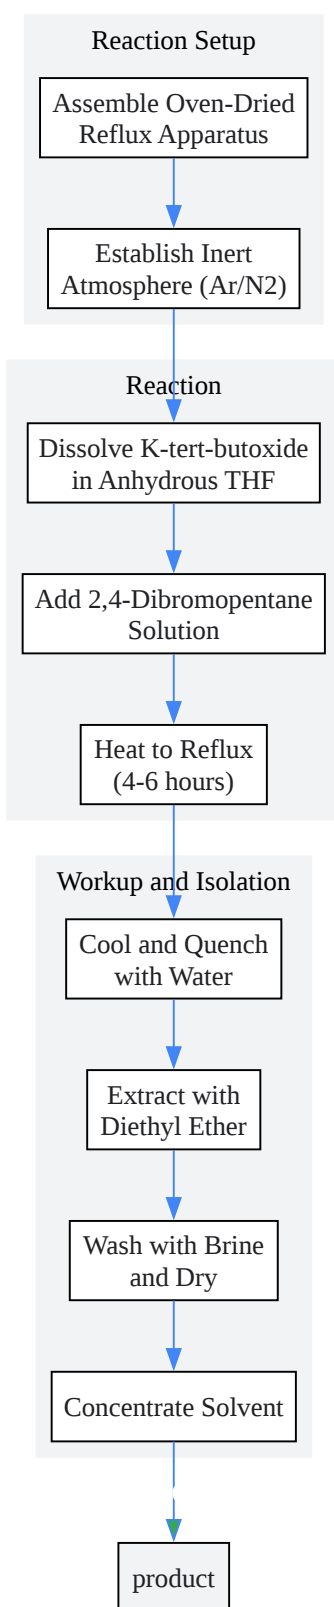 Reaction Setup
Assemble Oven-Dried
Reflux Apparatus
Establish Inert
Atmosphere (Ar/N2)
Reaction
Dissolve K-tert-butoxide
in Anhydrous THF
Add 2,4-Dibromopentane
Solution
Heat to Reflux
(4-6 hours)
Workup and Isolation
Cool and Quench
with Water
Extract with
Diethyl Ether
Wash with Brine
and Dry
Concentrate Solvent
product